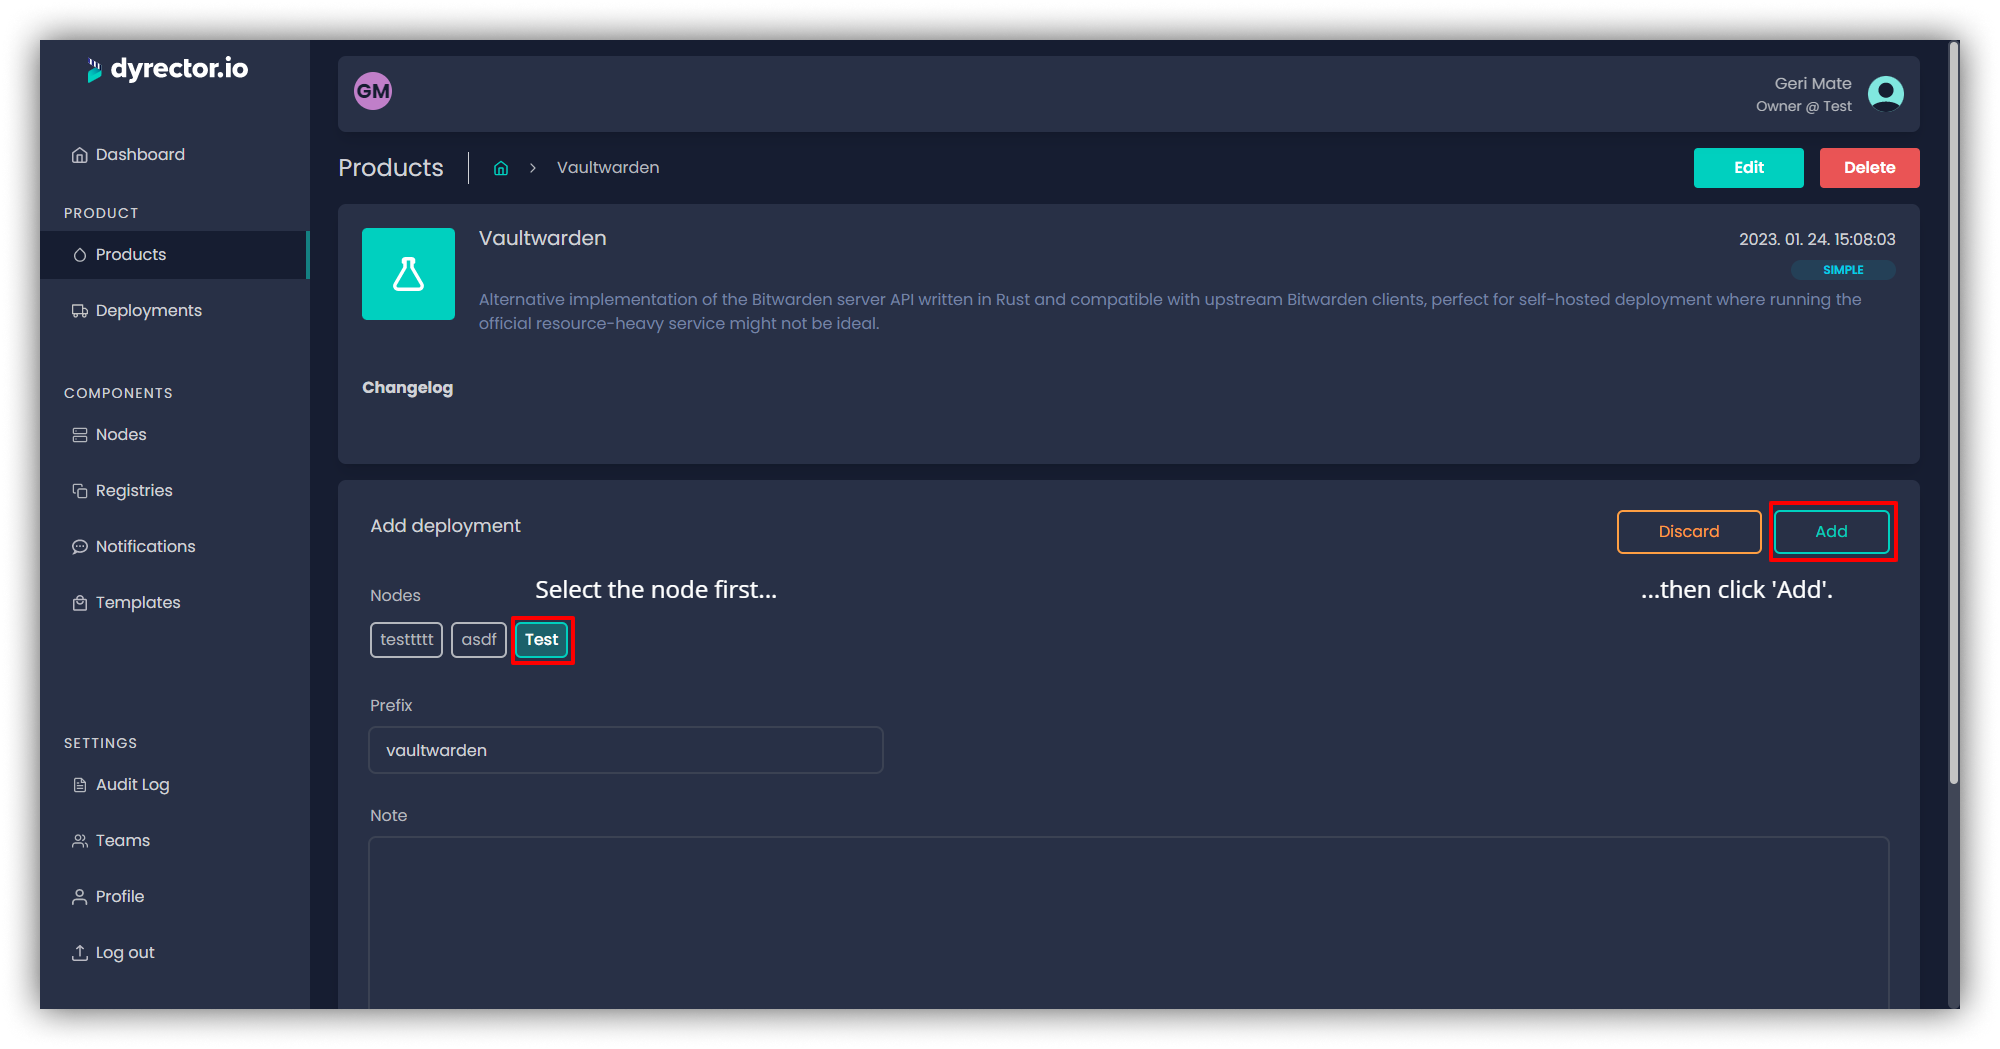 dyrector.io
Dashboard
PRODUCT
Products
Deployments
COMPONENTS
Nodes
Registries
Notifications
Templates
SETTINGS
Audit Log
Teams
Profile
Log out
GM
Geri Mate
Owner @ Test
Products
Vaultwarden
Edit
Delete
Vaultwarden
2023. 01. 24. 15:08:03
SIMPLE
Alternative implementation of the Bitwarden server API written in Rust and compatible with upstream Bitwarden clients, perfect for self-hosted deployment where running the
official resource-heavy service might not be ideal.
Changelog
Add deployment
Discard
Add
Nodes
Select the node first...
...then click 'Add'.
testtttt
asdf
Test
Prefix
vaultwarden
Note